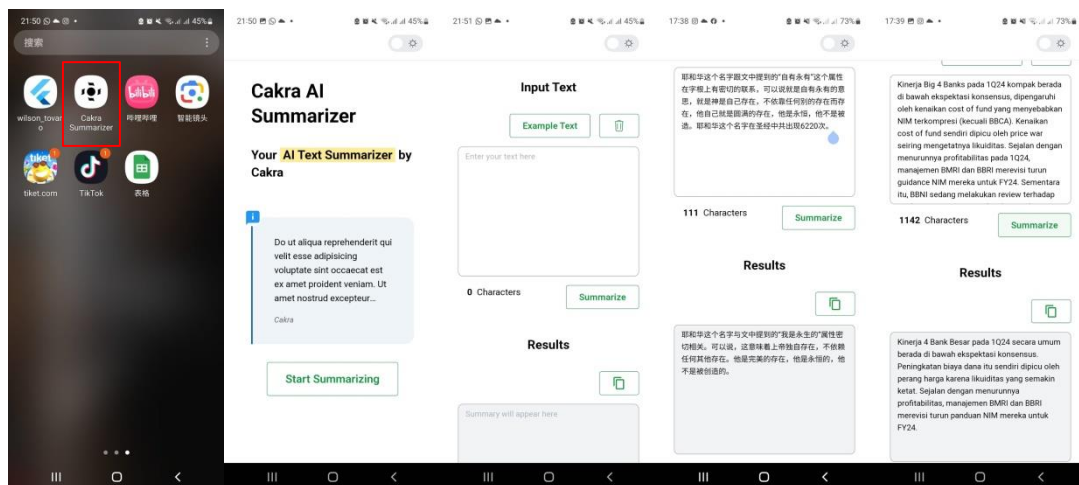 21:50
45%
搜索
wilson_tovar
o
Cakra
Summarizer
bilibili
哔哩哔哩
智能镜头
tiket
tiket.com
TikTok
表格
21:50
45%
Cakra AI
Summarizer
Your AI Text Summarizer by
Cakra
i
Do ut aliqua reprehenderit qui
velit esse adipisicing
voluptate sint occaecat est
ex amet proident veniam. Ut
amet nostrud excepteur...
Cakra
Start Summarizing
21:51
45%
Input Text
Example Text
Enter your text here
0 Characters
Summarize
Results
Summary will appear here
17:38
73%
耶和华这个名字跟文中提到的"自有永有"这个属性
在字根上有密切的联系，可以说就是自有永有的意
思，就是神是自己存在，不依靠任何别的存在而存
在，他自己就是圆满的存在，他是永恒，他不是被
造。耶和华这个名字在圣经中共出现6220次。
111 Characters
Summarize
Results
耶和华这个名字与文中提到的"我是永生的"属性密
切相关。可以说，这意味着上帝独自存在，不依赖
任何其他存在。他是完美的存在，他是永恒的，他
不是被创造的。
17:39
73%
Kinerja Big 4 Banks pada 1Q24 kompak berada
di bawah ekspektasi konsensus, dipengaruhi
oleh kenaikan cost of fund yang menyebabkan
NIM terkompresi (kecuali BBCA). Kenaikan
cost of fund sendiri dipicu oleh price war
seiring mengetatnya likuiditas. Sejalan dengan
menurunnya profitabilitas pada 1Q24,
manajemen BMRI dan BBRI merevisi turun
guidance NIM mereka untuk FY24. Sementara
itu, BBNI sedang melakukan review terhadap
1142 Characters
Summarize
Results
Kinerja 4 Bank Besar pada 1Q24 secara umum
berada di bawah ekspektasi konsensus.
Peningkatan biaya dana itu sendiri dipicu oleh
perang harga karena likuiditas yang semakin
ketat. Sejalan dengan menurunnya
profitabilitas, manajemen BMRI dan BBRI
merevisi turun panduan NIM mereka untuk
FY24.